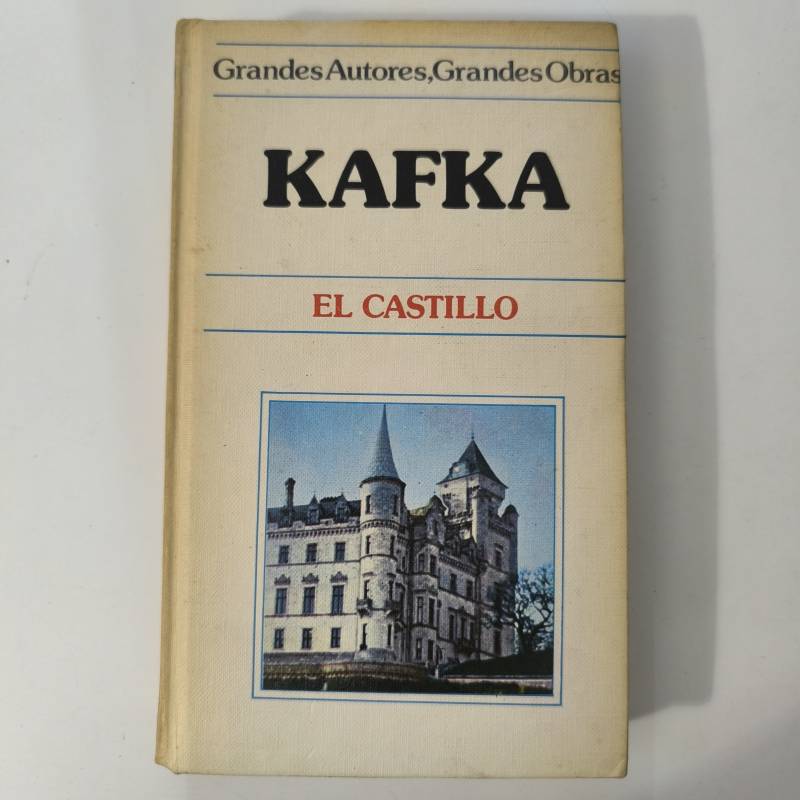 Grandes Autores, Grandes Obras
KAFKA
EL CASTILLO